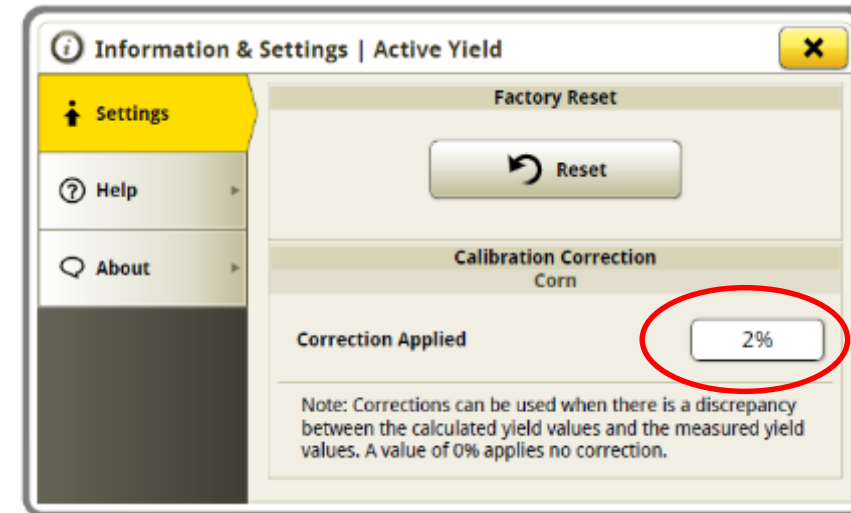 Information & Settings | Active Yield
Settings
Help
About
Factory Reset
Reset
Calibration Correction
Corn
Correction Applied
2%
Note: Corrections can be used when there is a discrepancy
between the calculated yield values and the measured yield
values. A value of 0% applies no correction.